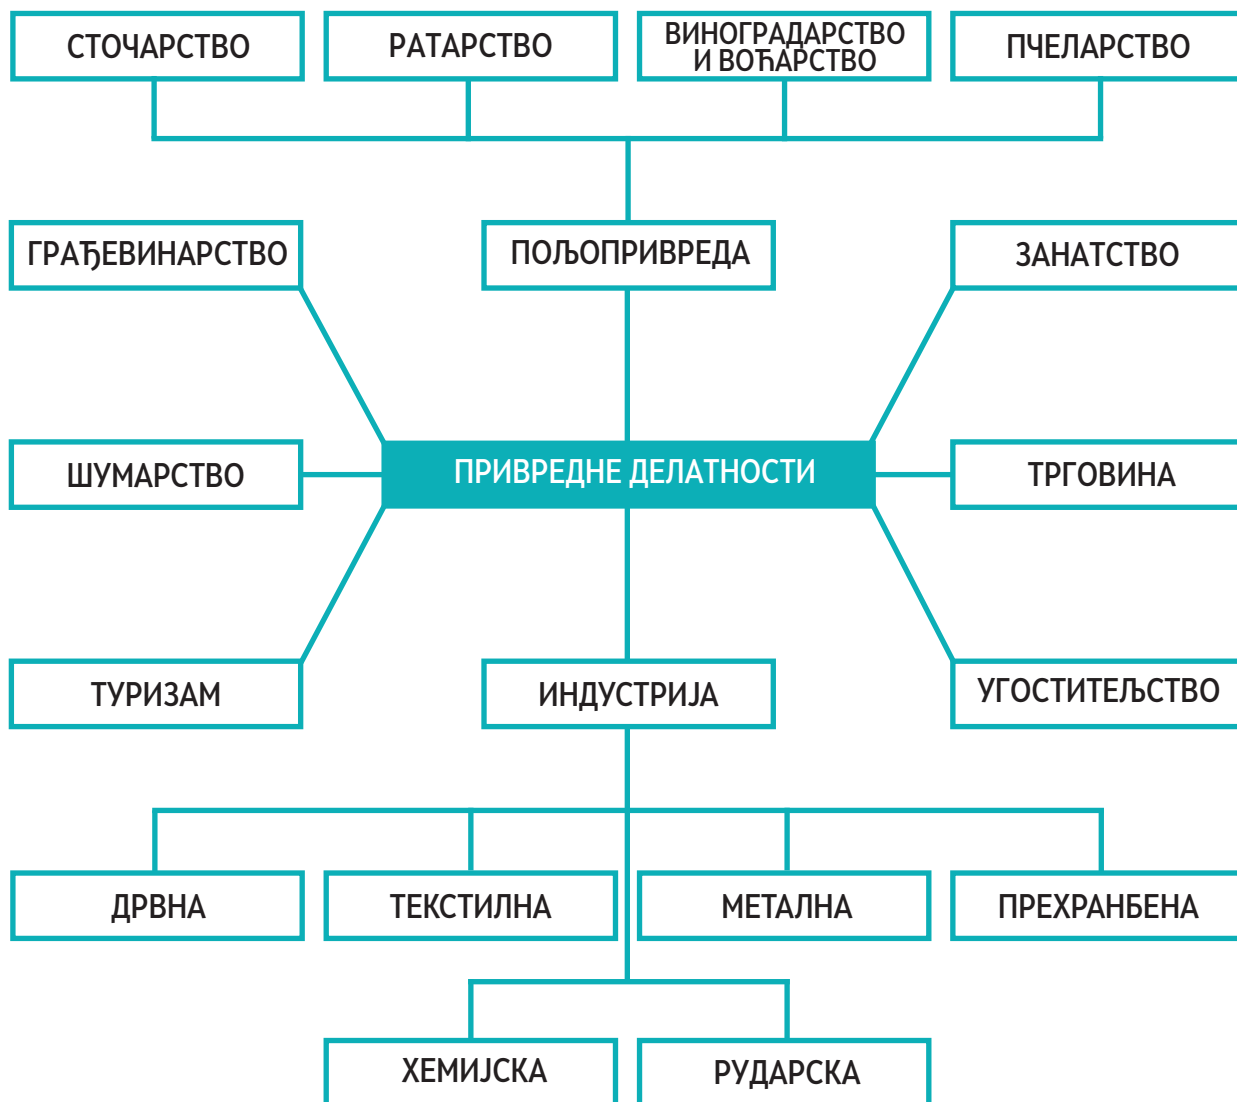 СТОЧАРСТВО
РАТАРСТВО
ВИНОГРАДАРСТВО
И ВОЋАРСТВО
ПЧЕЛАРСТВО
ГРАЂЕВИНАРСТВО
ПОЉОПРИВРЕДА
ЗАНАТСТВО
ШУМАРСТВО
ПРИВРЕДНЕ ДЕЛАТНОСТИ
ТРГОВИНА
ТУРИЗАМ
ИНДУСТРИЈА
УГОСТИТЕЉСТВО
ДРВНА
ТЕКСТИЛНА
МЕТАЛНА
ПРЕХРАНБЕНА
ХЕМИЈСКА
РУДАРСКА